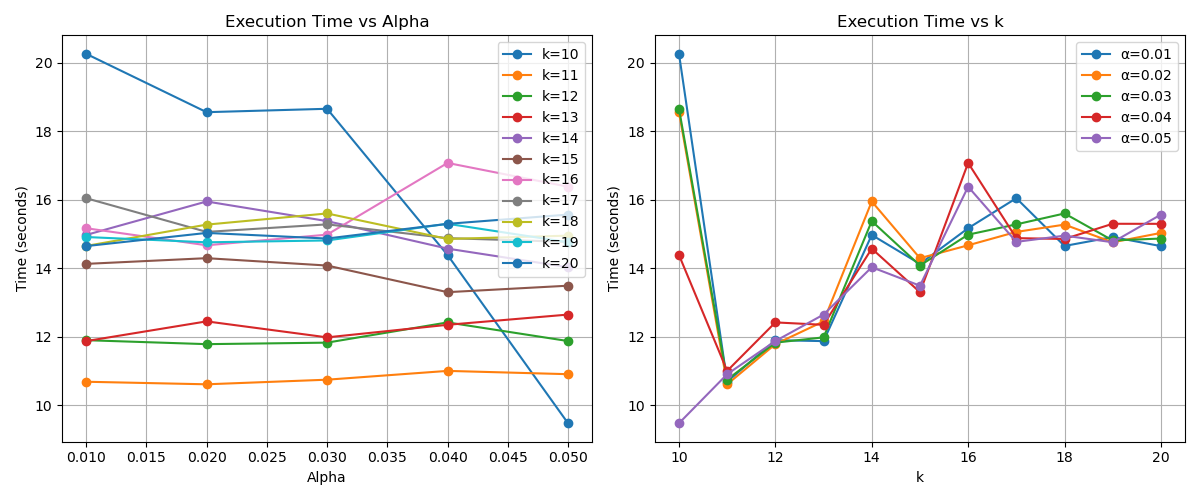 Execution Time vs Alpha
Time (seconds)
20
18
16
14
12
10
0.010 0.015 0.020 0.025 0.030 0.035 0.040 0.045 0.050
Alpha
k=10
k=11
k=12
k=13
k=14
k=15
k=16
k=17
k=18
k=19
k=20
Execution Time vs k
Time (seconds)
20
18
16
14
12
10
10 12 14 16 18 20
k
α=0.01
α=0.02
α=0.03
α=0.04
α=0.05